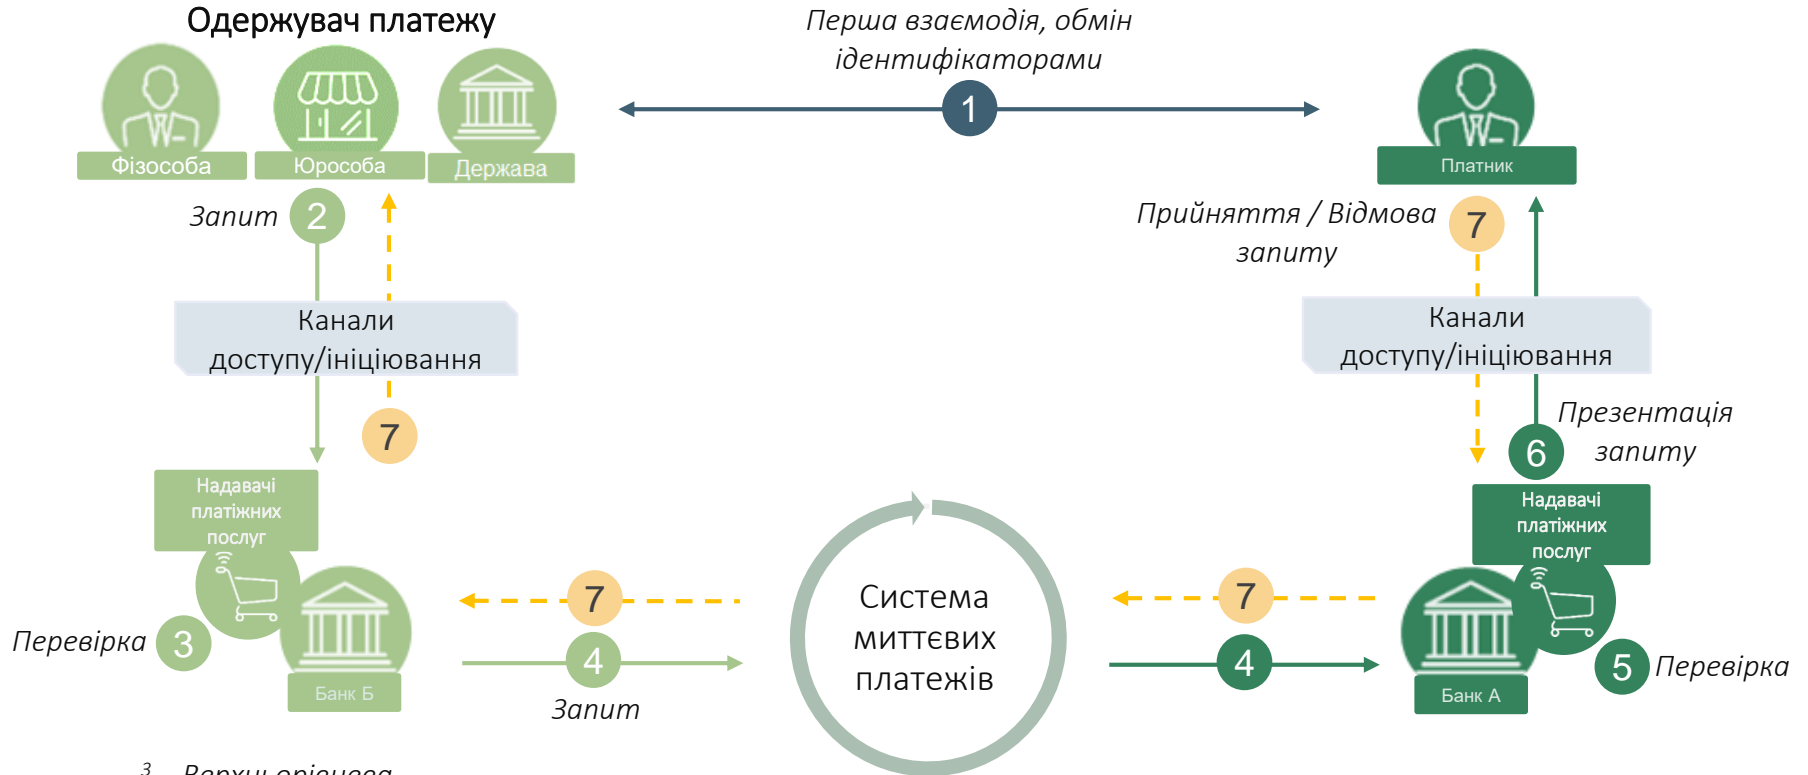 Одержувач платежу
Перша взаємодія, обмін
ідентифікаторами
1
Фізособа
Юрособа
Держава
Платник
Запит
2
Прийняття / Відмова
запиту
7
Канали
доступу/ініціювання
Канали
доступу/ініціювання
7
Презентація
запиту
6
Надавачі
платіжних
послуг
Надавачі
платіжних
послуг
Перевірка
3
Банк Б
7
4
Запит
Система
миттєвих
платежів
7
4
Банк А
5
Перевірка
3 Верхньорівнева